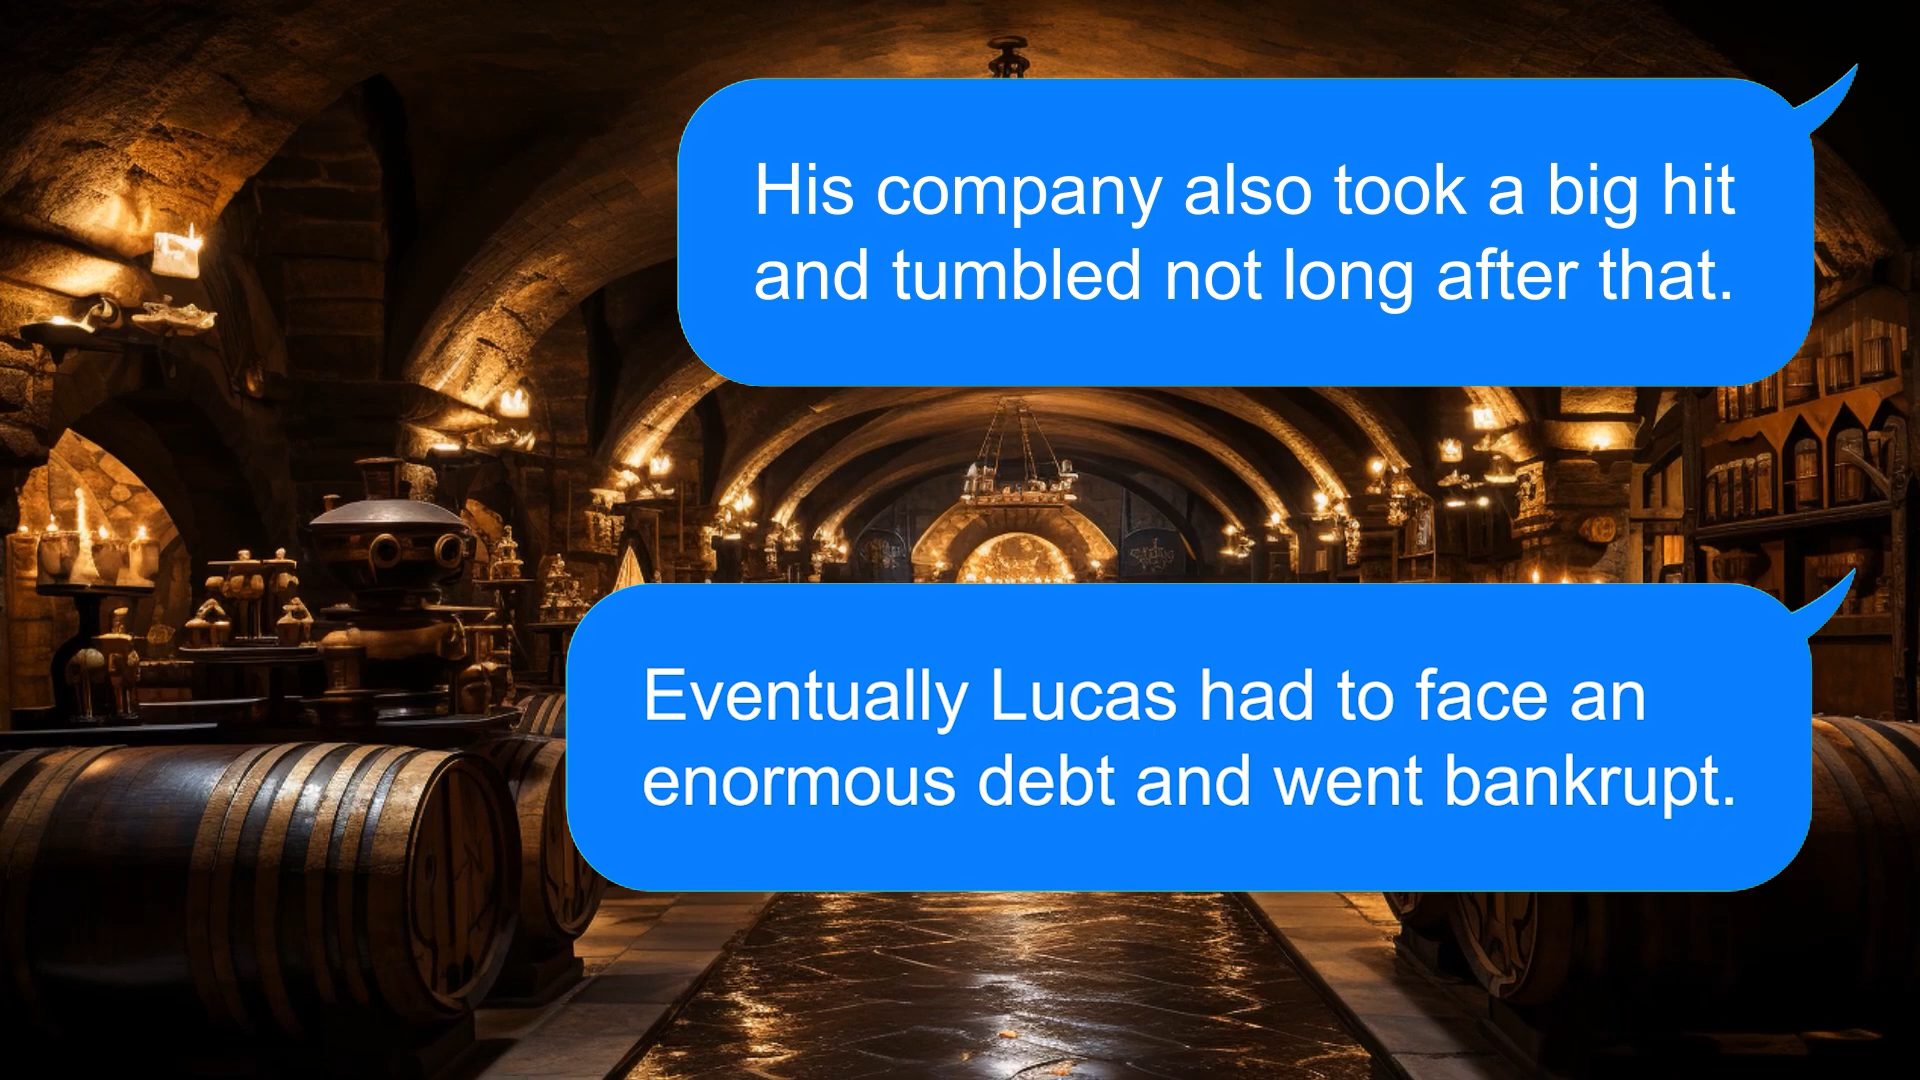 His company also took a big hit
and tumbled not long after that.
Eventually Lucas had to face an
enormous debt and went bankrupt.